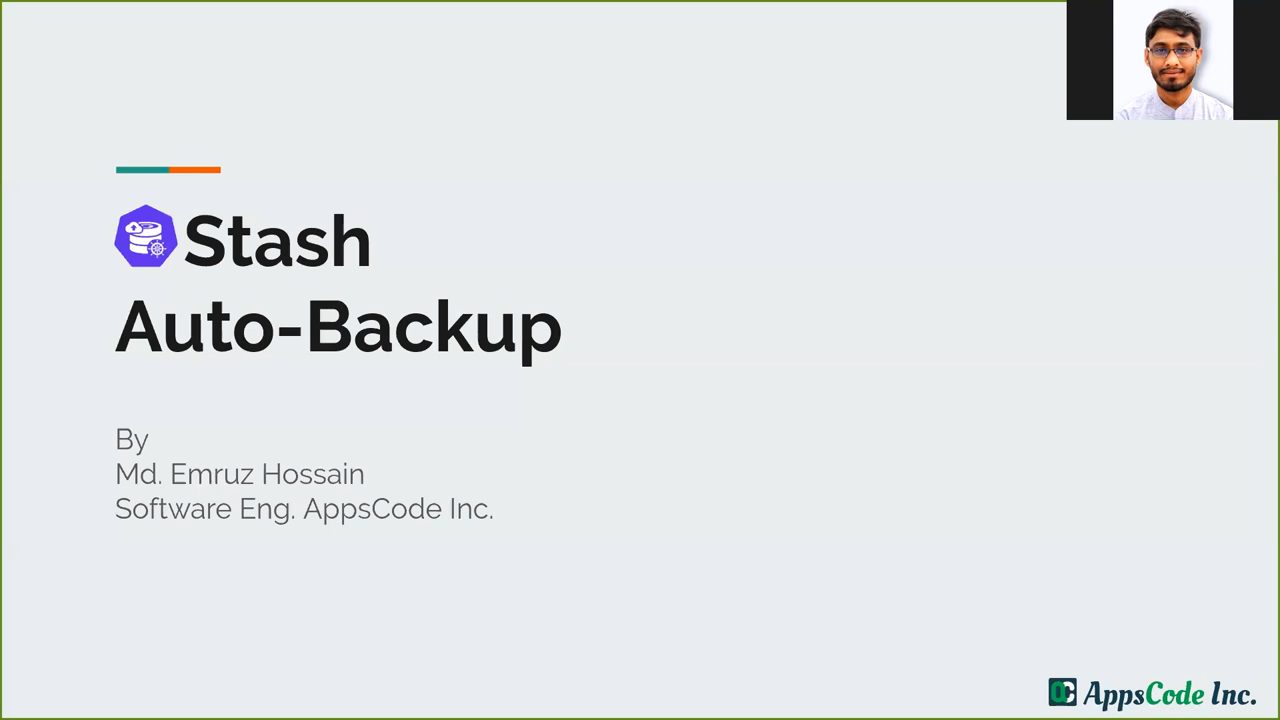 Stash
Auto-Backup
By
Md. Emruz Hossain
Software Eng. AppsCode Inc.
AppsCode Inc.